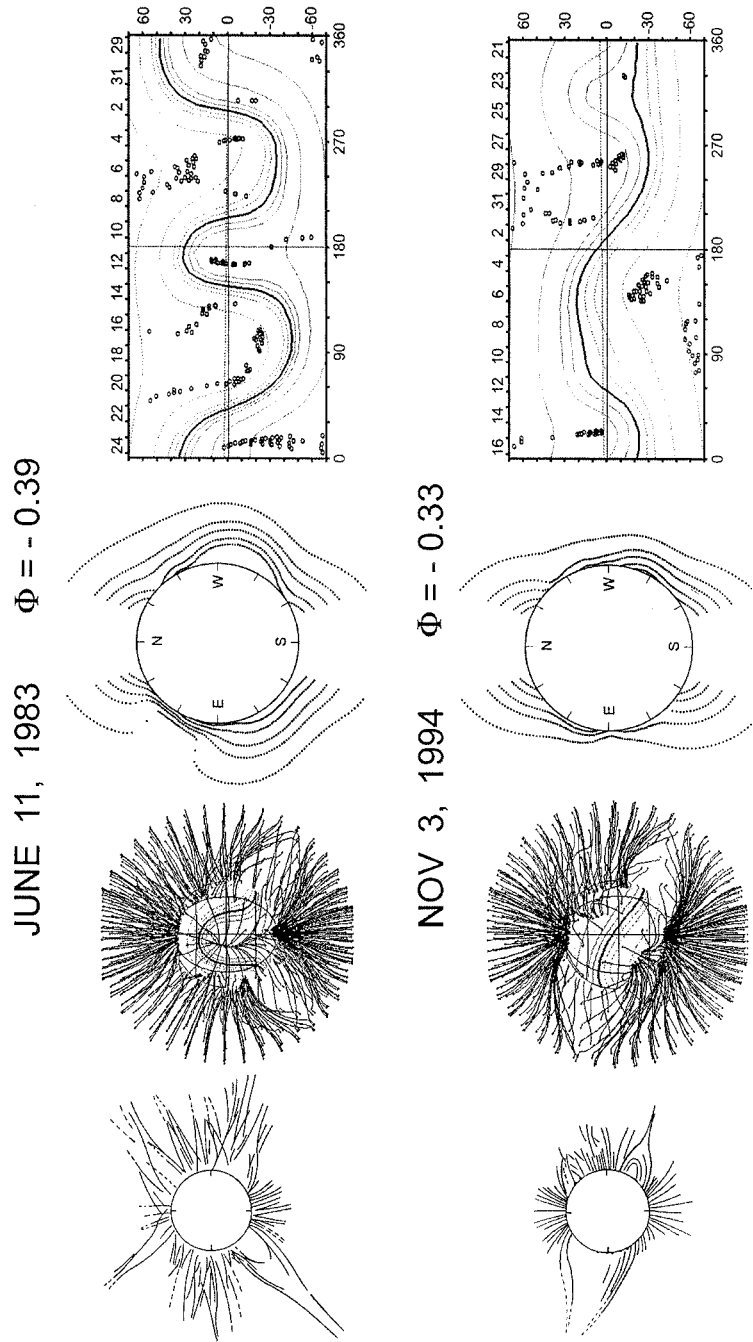 JUNE 11, 1983 Φ = - 0.39
N
E
W
S
24 22 20 18 16 14 12 10 8 6 4 2 31 29
60
30
0
-30
-60
0 90 180 270 360
NOV 3, 1994 Φ = - 0.33
N
E
W
S
16 14 12 10 8 6 4 2 31 29 27 25 23 21
60
30
0
-30
-60
0 90 180 270 360